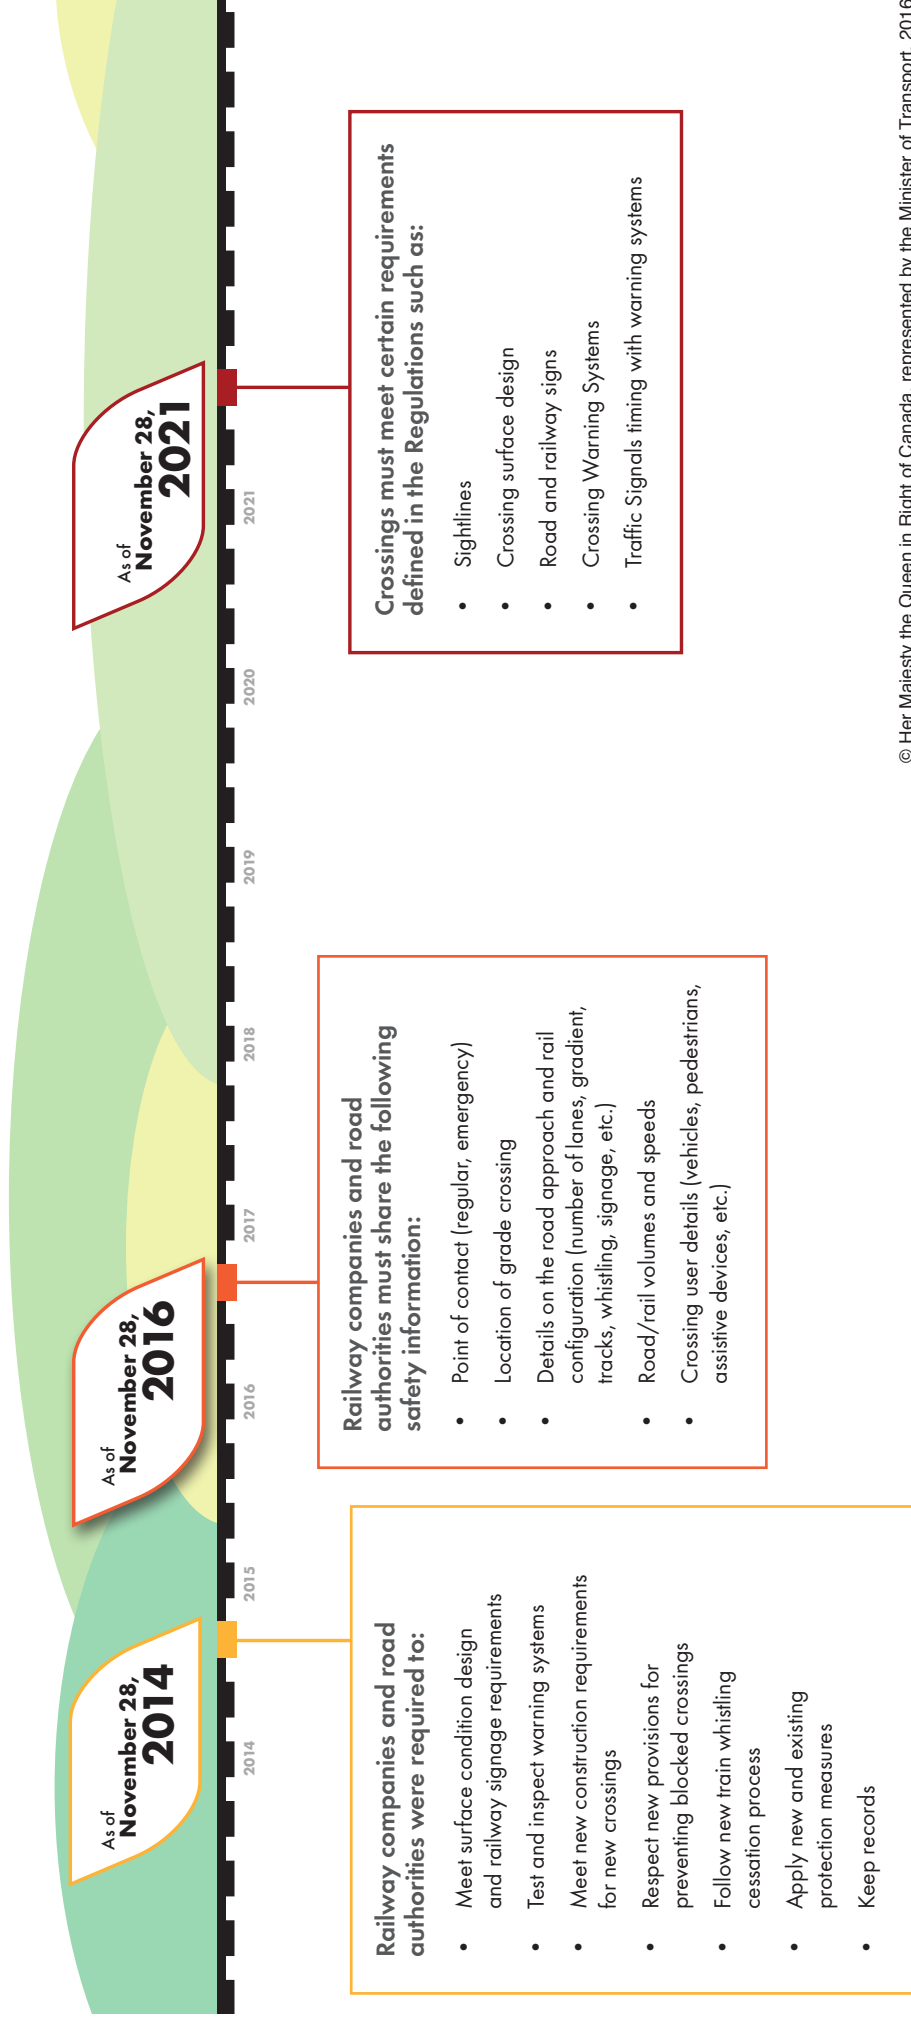 As of
November 28,
2014
As of
November 28,
2016
As of
November 28,
2021
2014
2015
2016
2017
2018
2019
2020
2021
Railway companies and road
authorities were required to:
• Meet surface condition design
and railway signage requirements
• Test and inspect warning systems
• Meet new construction requirements
for new crossings
• Respect new provisions for
preventing blocked crossings
• Follow new train whistling
cessation process
• Apply new and existing
protection measures
• Keep records
Railway companies and road
authorities must share the following
safety information:
• Point of contact (regular, emergency)
• Location of grade crossing
• Details on the road approach and rail
configuration (number of lanes, gradient,
tracks, whistling, signage, etc.)
• Road/rail volumes and speeds
• Crossing user details (vehicles, pedestrians,
assistive devices, etc.)
Crossings must meet certain requirements
defined in the Regulations such as:
• Sightlines
• Crossing surface design
• Road and railway signs
• Crossing Warning Systems
• Traffic Signals timing with warning systems
© Her Majesty the Queen in Right of Canada, represented by the Minister of Transport, 2016